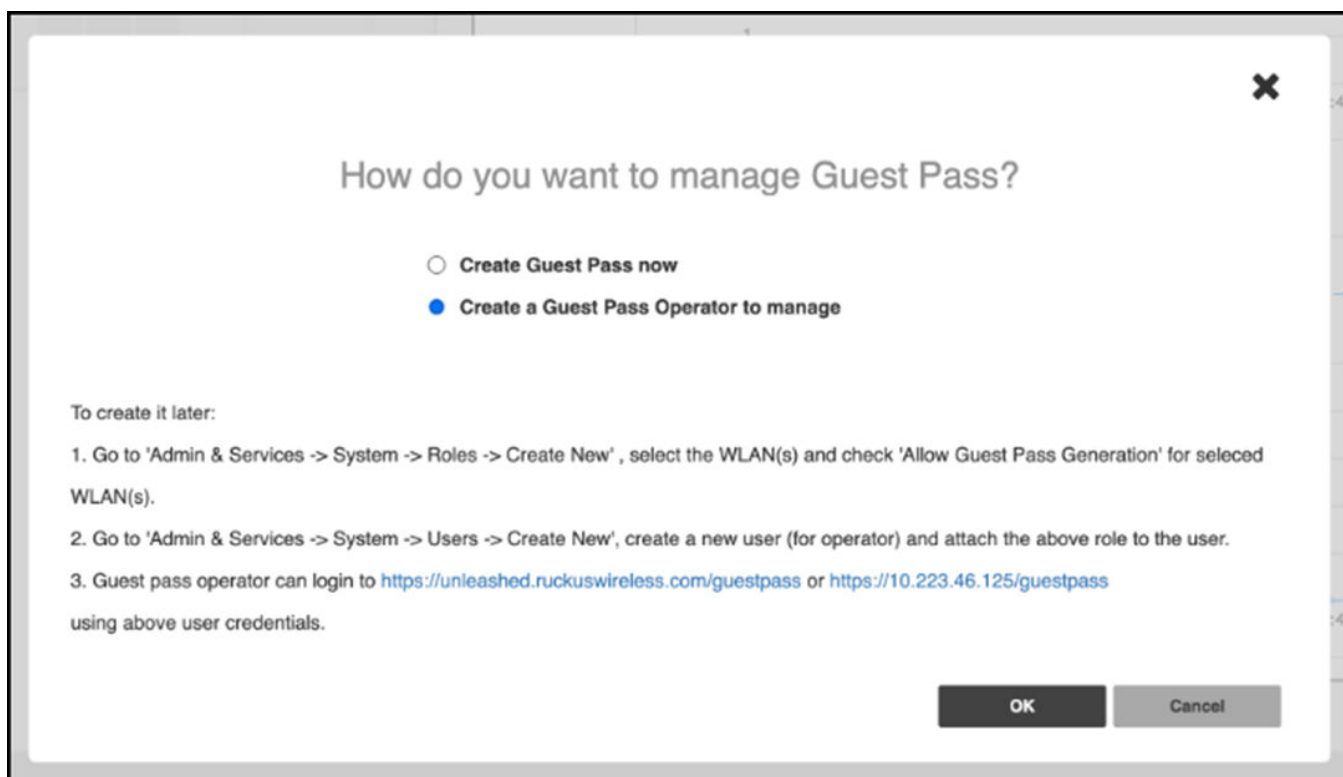 How do you want to manage Guest Pass?
Create Guest Pass now
Create a Guest Pass Operator to manage
To create it later:
1. Go to 'Admin & Services -> System -> Roles -> Create New' , select the WLAN(s) and check 'Allow Guest Pass Generation' for seleced
WLAN(s).
2. Go to 'Admin & Services -> System -> Users -> Create New', create a new user (for operator) and attach the above role to the user.
3. Guest pass operator can login to https://unleashed.ruckuswireless.com/guestpass or https://10.223.46.125/guestpass
using above user credentials.
OK
Cancel